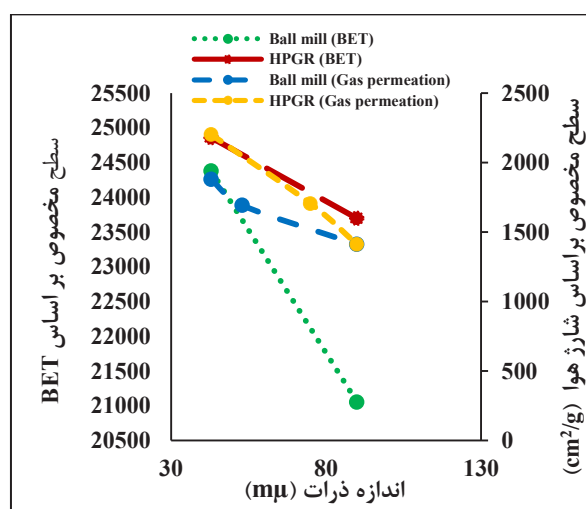 Ball mill (BET)
HPGR (BET)
Ball mill (Gas permeation)
HPGR (Gas permeation)
سطح مخصوص بر اساس BET
25500
25000
24500
24000
23500
23000
22500
22000
21500
21000
20500
2500
2000
1500
1000
500
0
سطح مخصوص براساس شارژ هوا (cm²/g)
30
80
130
اندازه ذرات (mµ)